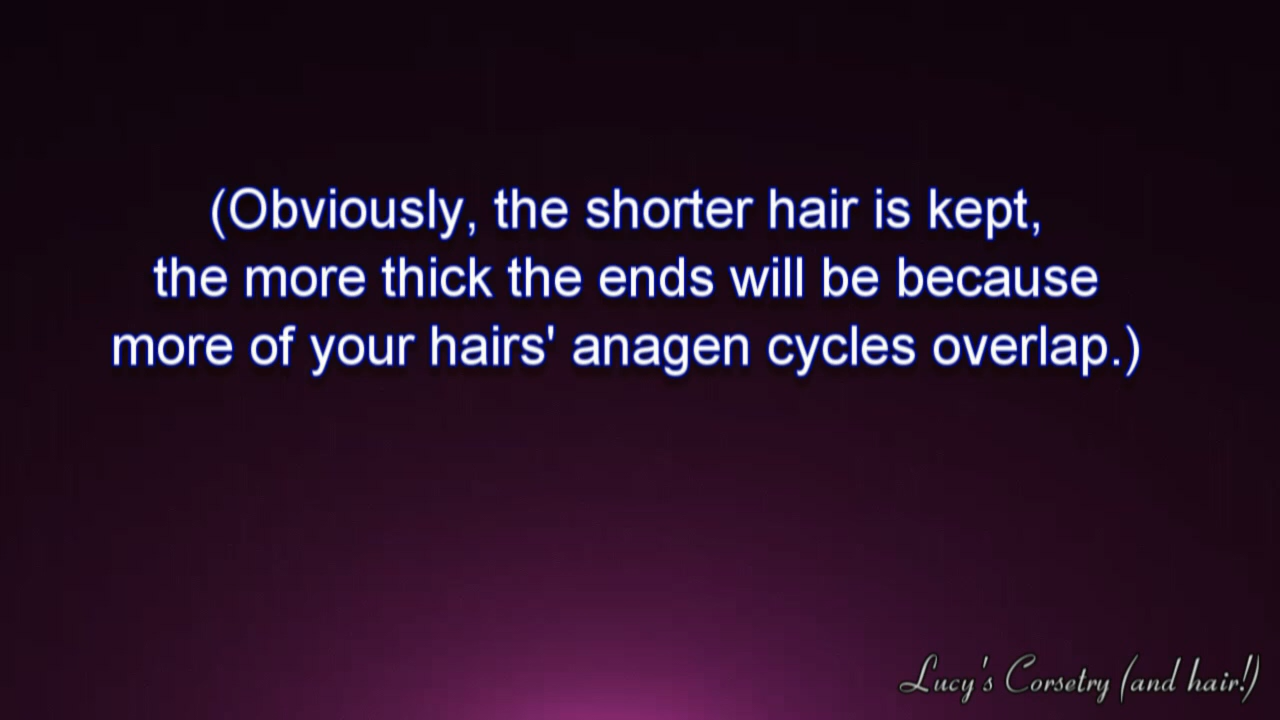 (Obviously, the shorter hair is kept,
the more thick the ends will be because
more of your hairs' anagen cycles overlap.)
Lucy's Corsetry (and hair!)